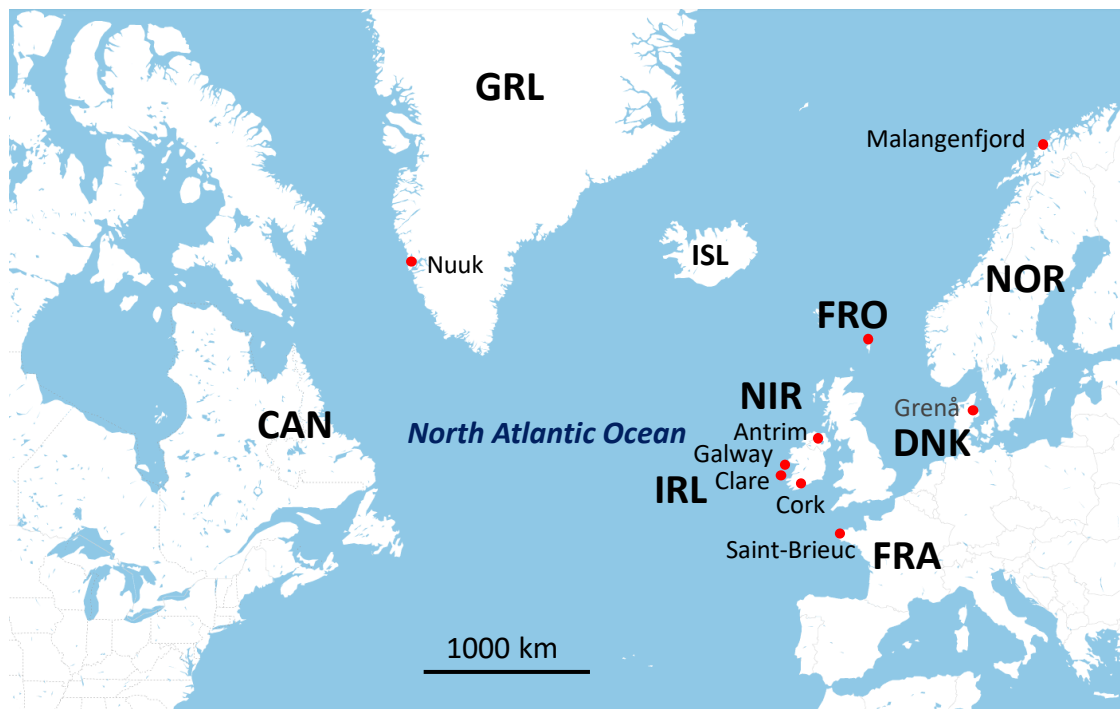 GRL
Malangenfjord
ISL
Nuuk
NOR
FRO
NIR
CAN
North Atlantic Ocean
Grenå
Antrim
DNK
Galway
Clare
IRL
Cork
Saint-Brieuc
FRA
1000 km